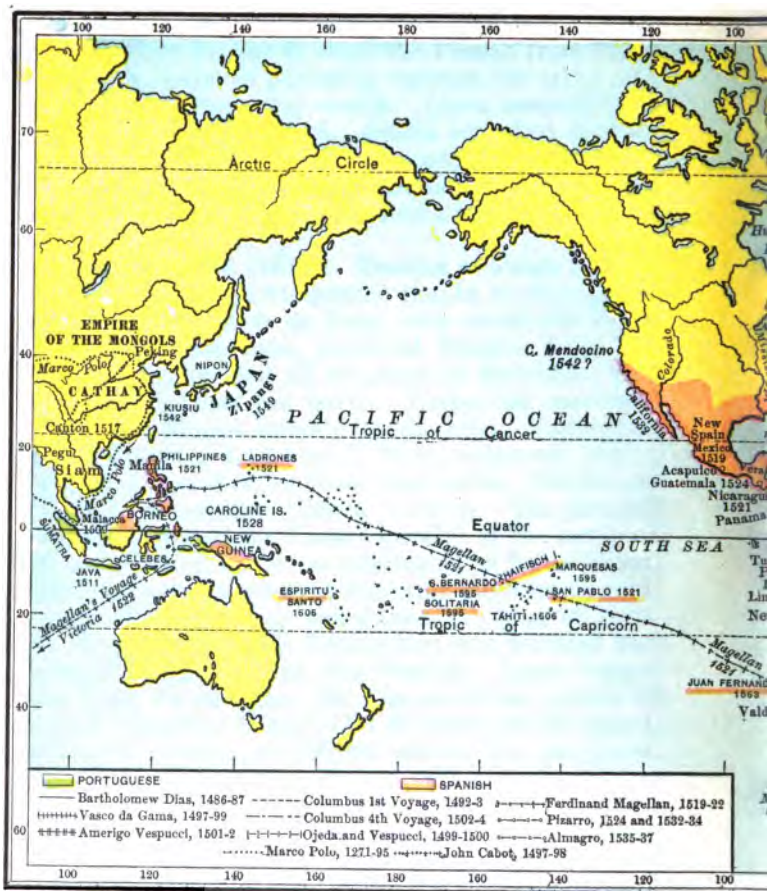 100 120 140 160 180 160 140 120 100
70
60
40
20
0
20
40
60
Arctic Circle
EMPIRE
OF THE MONGOLS
Marco Polo
Peking
CATHAY
NIPON
JAPAN
Zipangu
1549
KIUSIU
1542
Canton 1517
Pegu
Siam
Marco Polo
C. Mendocino
1542?
Colorado
California
New
Spain
Mexico
1519
Acapulco
Guatemala 1524
Nicaragu
1521
Panama
PACIFIC OCEAN
Tropic of Cancer
Manila
PHILIPPINES
1521
LADRONES
1521
CAROLINE IS.
1528
Malacca
SUMATRA
BORNEO
CELEBES
JAVA
1511
NEW
GUINEA
Equator
SOUTH SEA
Magellan
1521
S.BERNARDO
1595
SHAIFISCH
MARQUESAS
1595
SAN PABLO 1521
ESPIRITU
SANTO
1606
SOLITARIA
1595
TAHITI.1606
Tropic of Capricorn
Magellan's Voyage
Victoria 1522
Magellan
1521
JUAN FERNAND
1563
Vald
PORTUGUESE SPANISH
Bartholomew Dias, 1486-87 Columbus 1st Voyage, 1492-3 Ferdinand Magellan, 1519-22
Vasco da Gama, 1497-99 Columbus 4th Voyage, 1502-4 Pizarro, 1524 and 1532-34
Amerigo Vespucci, 1501-2 Ojeda and Vespucci, 1499-1500 Almagro, 1535-37
Marco Polo, 1271-95 John Cabot, 1497-98
100 120 140 160 180 160 140 120 100